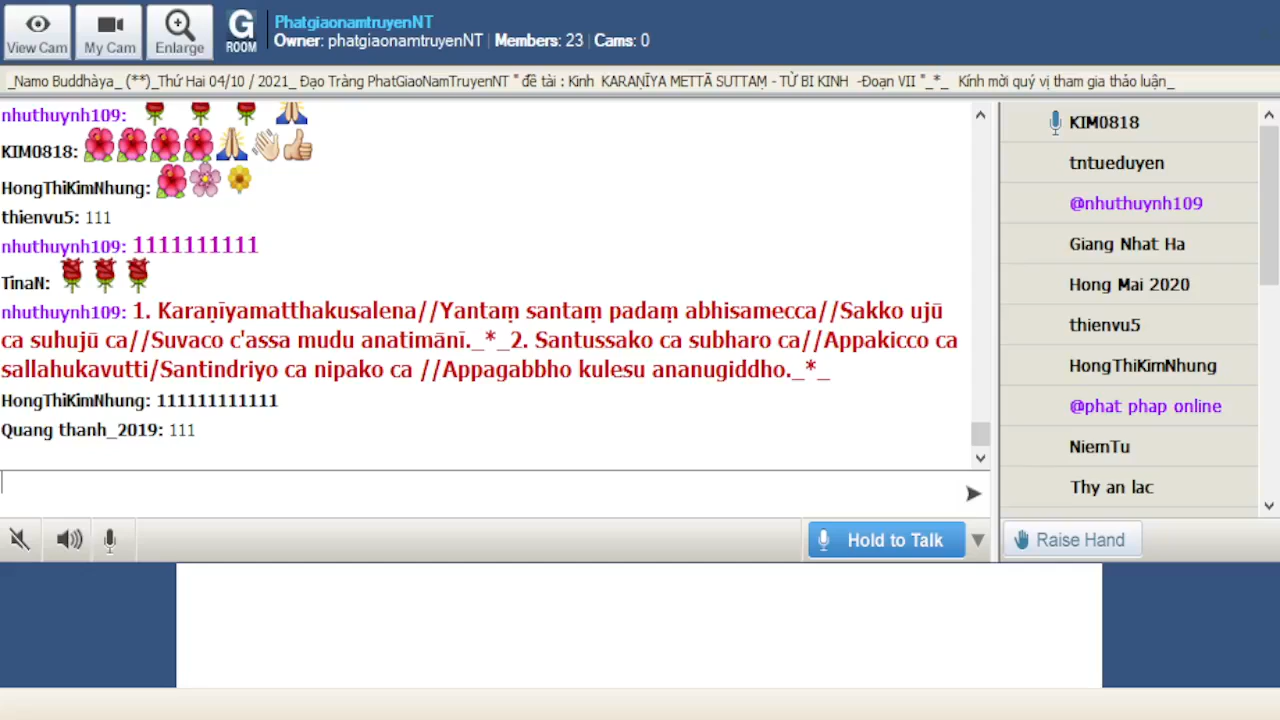 View Cam
My Cam
Enlarge
G
ROOM
PhatgiaonamtruyenNT
Owner: phatgiaonamtruyenNT | Members: 23 | Cams: 0
_Namo Buddhàya_ (**)_Thứ Hai 04/10 / 2021_ Đạo Tràng PhatGiaoNamTruyenNT " đề tài : Kinh KARAṆĪYA METTĀ SUTTAṂ - TỪ BI KINH -Đoạn VII "_*_ Kính mời quý vị tham gia thảo luận_
nhuthuynh109: 🌹 🌹 🌹 🙏
KIM0818: 🌺🌺🌺🌺🙏👋👍
HongThiKimNhung: 🌺🌸🌼
thienvu5: 111
nhuthuynh109: 1111111111
TinaN: 🌹🌹🌹
nhuthuynh109: 1. Karaṇīyamatthakusalena//Yantaṃ santaṃ padaṃ abhisamecca//Sakko ujū
ca suhujū ca//Suvaco c'assa mudu anatimānī._*_2. Santussako ca subharo ca//Appakicco ca
sallahukavutti/Santindriyo ca nipako ca //Appagabbho kulesu ananugiddho._*_
HongThiKimNhung: 111111111111
Quang thanh_2019: 111
KIM0818
tntueduyen
@nhuthuynh109
Giang Nhat Ha
Hong Mai 2020
thienvu5
HongThiKimNhung
@phat phap online
NiemTu
Thy an lac
Hold to Talk
Raise Hand